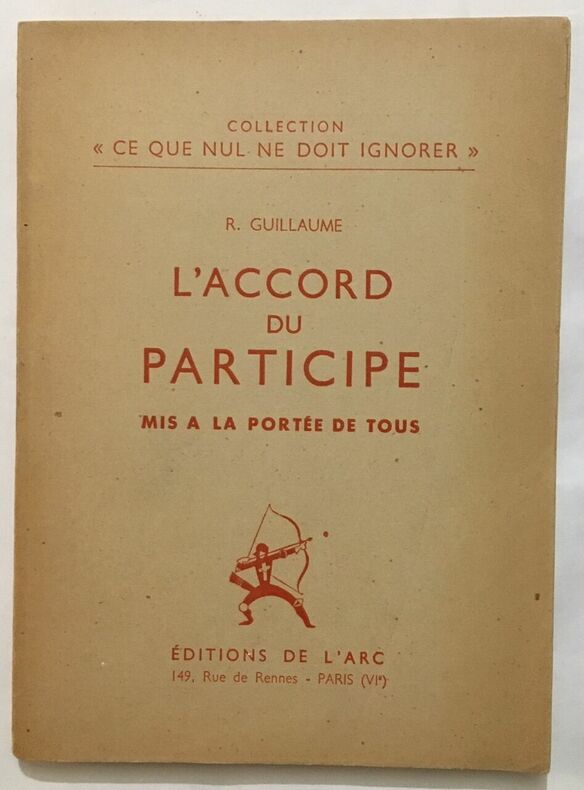 COLLECTION
« CE QUE NUL NE DOIT IGNORER »
R. GUILLAUME
L'ACCORD
DU
PARTICIPE
MIS A LA PORTÉE DE TOUS
ÉDITIONS DE L'ARC
149, Rue de Rennes - PARIS (VIᵉ)